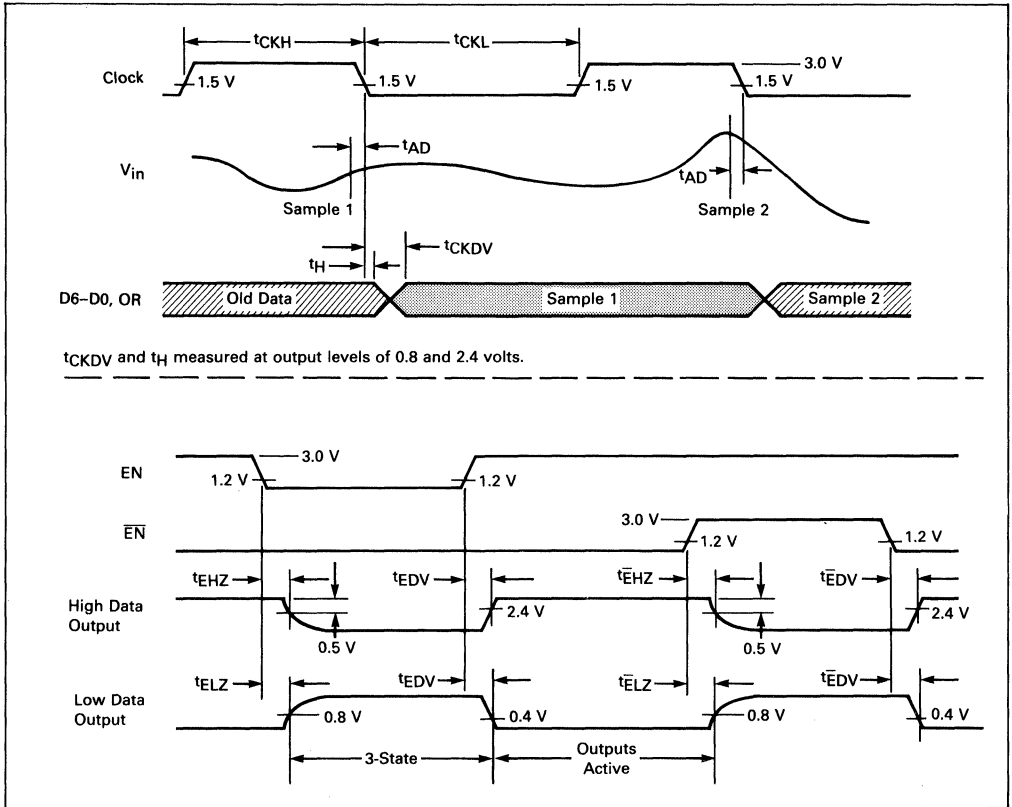 tCKH
tCKL
Clock
1.5 V
1.5 V
1.5 V
3.0 V
1.5 V
Vin
tAD
tAD
Sample 1
Sample 2
tCKDV
tH
D6–D0, OR
Old Data
Sample 1
Sample 2
tCKDV and tH measured at output levels of 0.8 and 2.4 volts.
EN
3.0 V
1.2 V
1.2 V
EN
3.0 V
1.2 V
1.2 V
tEHZ
tEDV
tEHZ
tEDV
High Data
Output
0.5 V
2.4 V
0.5 V
2.4 V
tELZ
tEDV
tELZ
tEDV
Low Data
Output
0.8 V
0.4 V
0.8 V
0.4 V
3-State
Outputs
Active